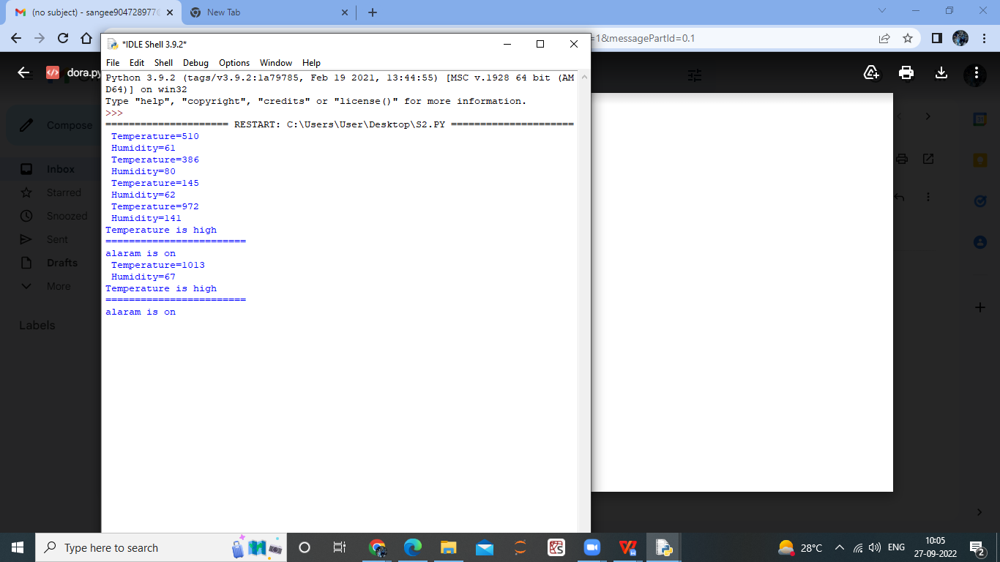 (no subject) - sangee904728977
New Tab
=1&messagePartId=0.1
*IDLE Shell 3.9.2*
File Edit Shell Debug Options Window Help
dora.py
Python 3.9.2 (tags/v3.9.2:1a79785, Feb 19 2021, 13:44:55) [MSC v.1928 64 bit (AM
D64)] on win32
Type "help", "copyright", "credits" or "license()" for more information.
>>>
===================== RESTART: C:\Users\User\Desktop\S2.PY =====================
Temperature=510
Humidity=61
Temperature=386
Humidity=80
Temperature=145
Humidity=62
Temperature=972
Humidity=141
Temperature is high
========================
alaram is on
Temperature=1013
Humidity=67
Temperature is high
========================
alaram is on
Compose
Inbox
Starred
Snoozed
Sent
Drafts
More
Labels
Type here to search
28°C
ENG
10:05
27-09-2022
2